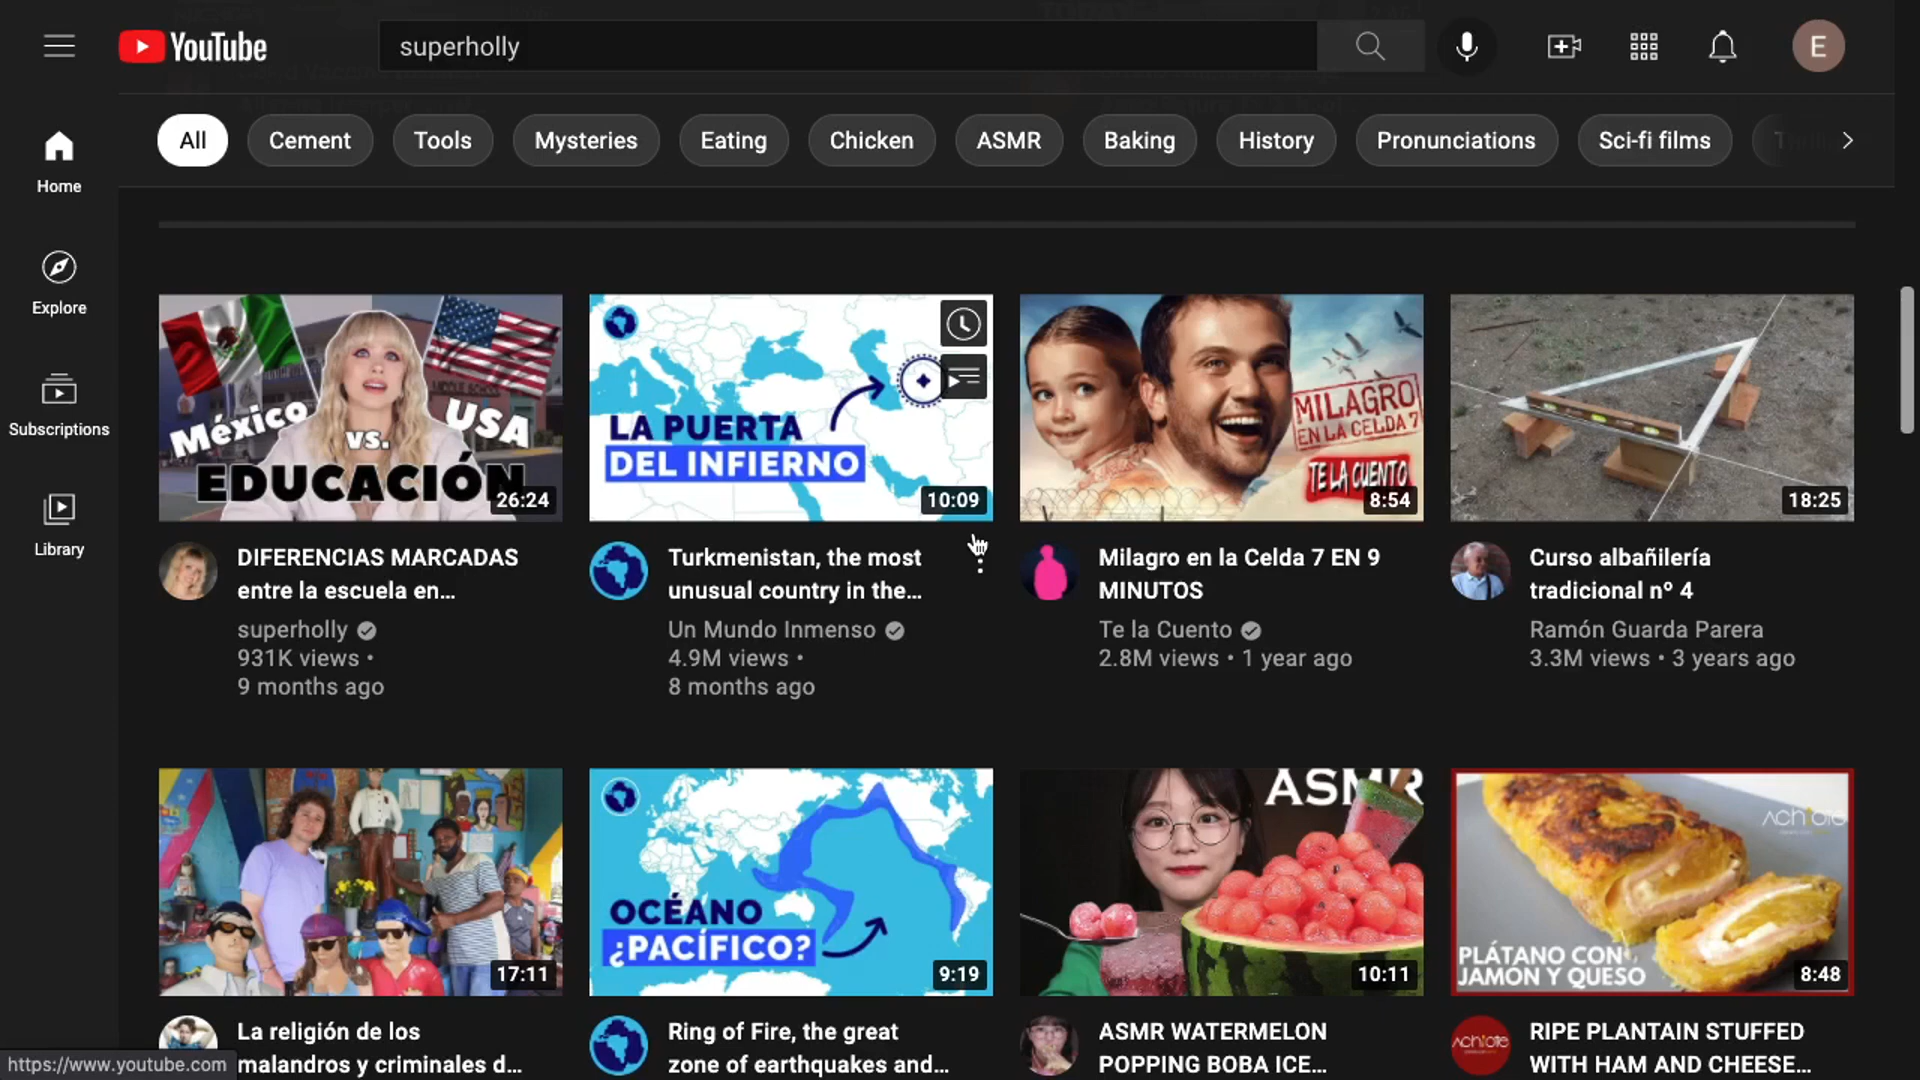 YouTube
superholly
E
All
Cement
Tools
Mysteries
Eating
Chicken
ASMR
Baking
History
Pronunciations
Sci-fi films
Home
Explore
Subscriptions
Library
México
vs.
USA
EDUCACIÓN
26:24
LA PUERTA
DEL INFIERNO
10:09
MILAGRO
EN LA CELDA 7
TE LA CUENTO
8:54
18:25
DIFERENCIAS MARCADAS
entre la escuela en...
superholly
931K views •
9 months ago
Turkmenistan, the most
unusual country in the...
Un Mundo Inmenso
4.9M views •
8 months ago
Milagro en la Celda 7 EN 9
MINUTOS
Te la Cuento
2.8M views • 1 year ago
Curso albañilería
tradicional nº 4
Ramón Guarda Parera
3.3M views • 3 years ago
17:11
OCÉANO
¿PACÍFICO?
9:19
ASMR
10:11
ACHIOTE
PLÁTANO CON
JAMÓN Y QUESO
8:48
La religión de los
malandros y criminales d...
Ring of Fire, the great
zone of earthquakes and...
ASMR WATERMELON
POPPING BOBA ICE...
ACHIOTE
RIPE PLANTAIN STUFFED
WITH HAM AND CHEESE...
https://www.youtube.com